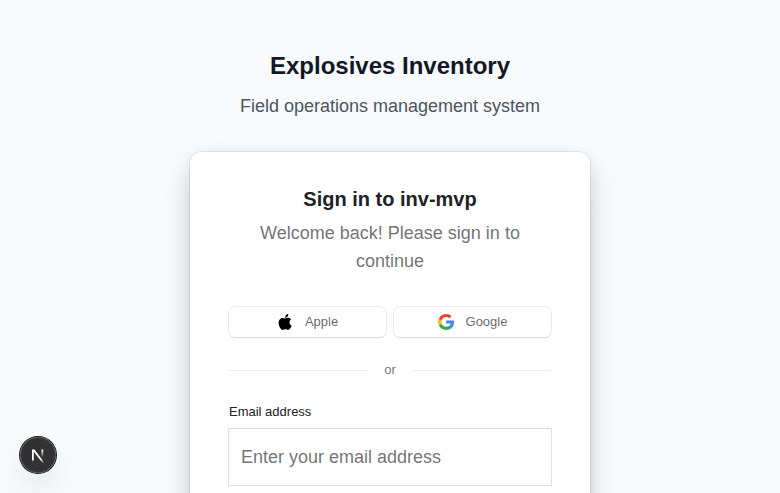 Explosives Inventory
Field operations management system
Sign in to inv-mvp
Welcome back! Please sign in to
continue
Apple
Google
or
Email address
Enter your email address
N